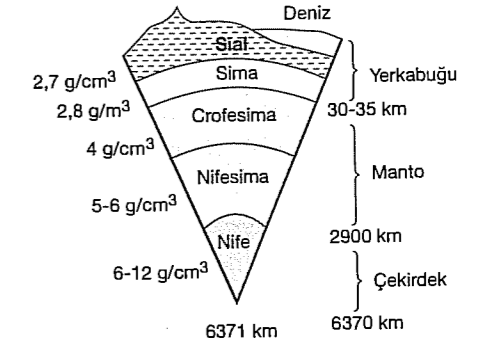 Deniz
Sial
Sima
2,7 g/cm³
Yerkabuğu
2,8 g/m³
30-35 km
Crofesima
4 g/cm³
Nifesima
Manto
5-6 g/cm³
2900 km
Nife
6-12 g/cm³
Çekirdek
6370 km
6371 km